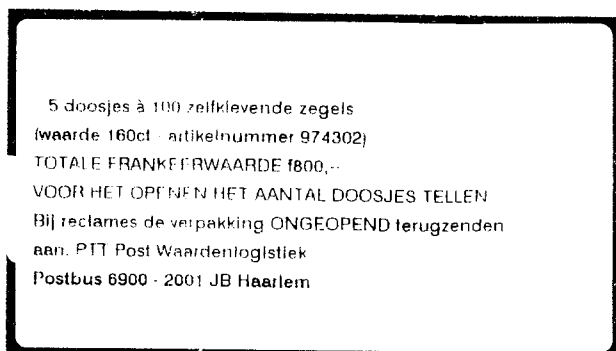 5 doosjes à 100 zelfklevende zegels
(waarde 160ct - artikelnummer 974302)
TOTALE FRANKEERWAARDE f800,--
VOOR HET OPENEN HET AANTAL DOOSJES TELLEN
Bij reclames de verpakking ONGEOPEND terugzenden
aan. PTT Post Waardenlogistiek
Postbus 6900 - 2001 JB Haarlem